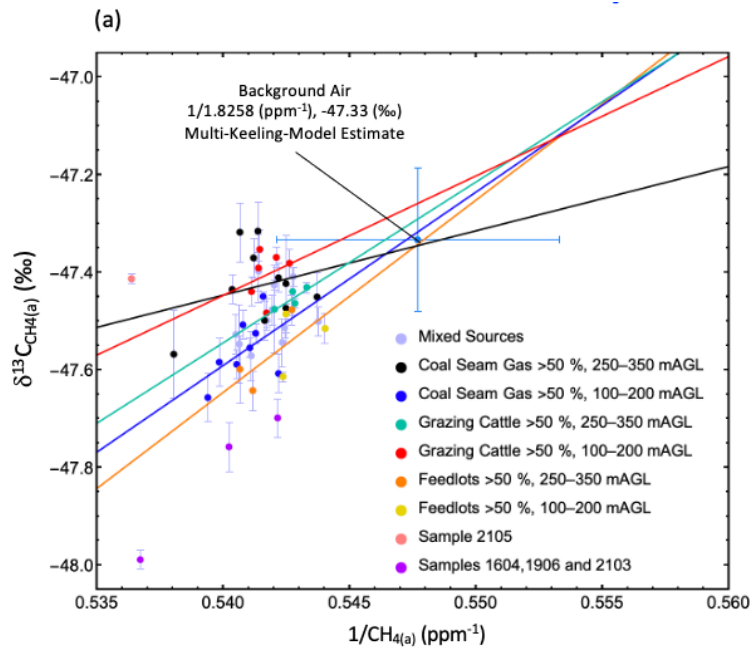 (a)
Background Air
1/1.8258 (ppm⁻¹), -47.33 (‰)
Multi-Keeling-Model Estimate
−47.0
−47.2
−47.4
−47.6
−47.8
−48.0
δ¹³C_CH4(a) (‰)
Mixed Sources
Coal Seam Gas >50 %, 250–350 mAGL
Coal Seam Gas >50 %, 100–200 mAGL
Grazing Cattle >50 %, 250–350 mAGL
Grazing Cattle >50 %, 100–200 mAGL
Feedlots >50 %, 250–350 mAGL
Feedlots >50 %, 100–200 mAGL
Sample 2105
Samples 1604,1906 and 2103
0.535 0.540 0.545 0.550 0.555 0.560
1/CH₄₍ₐ₎ (ppm⁻¹)